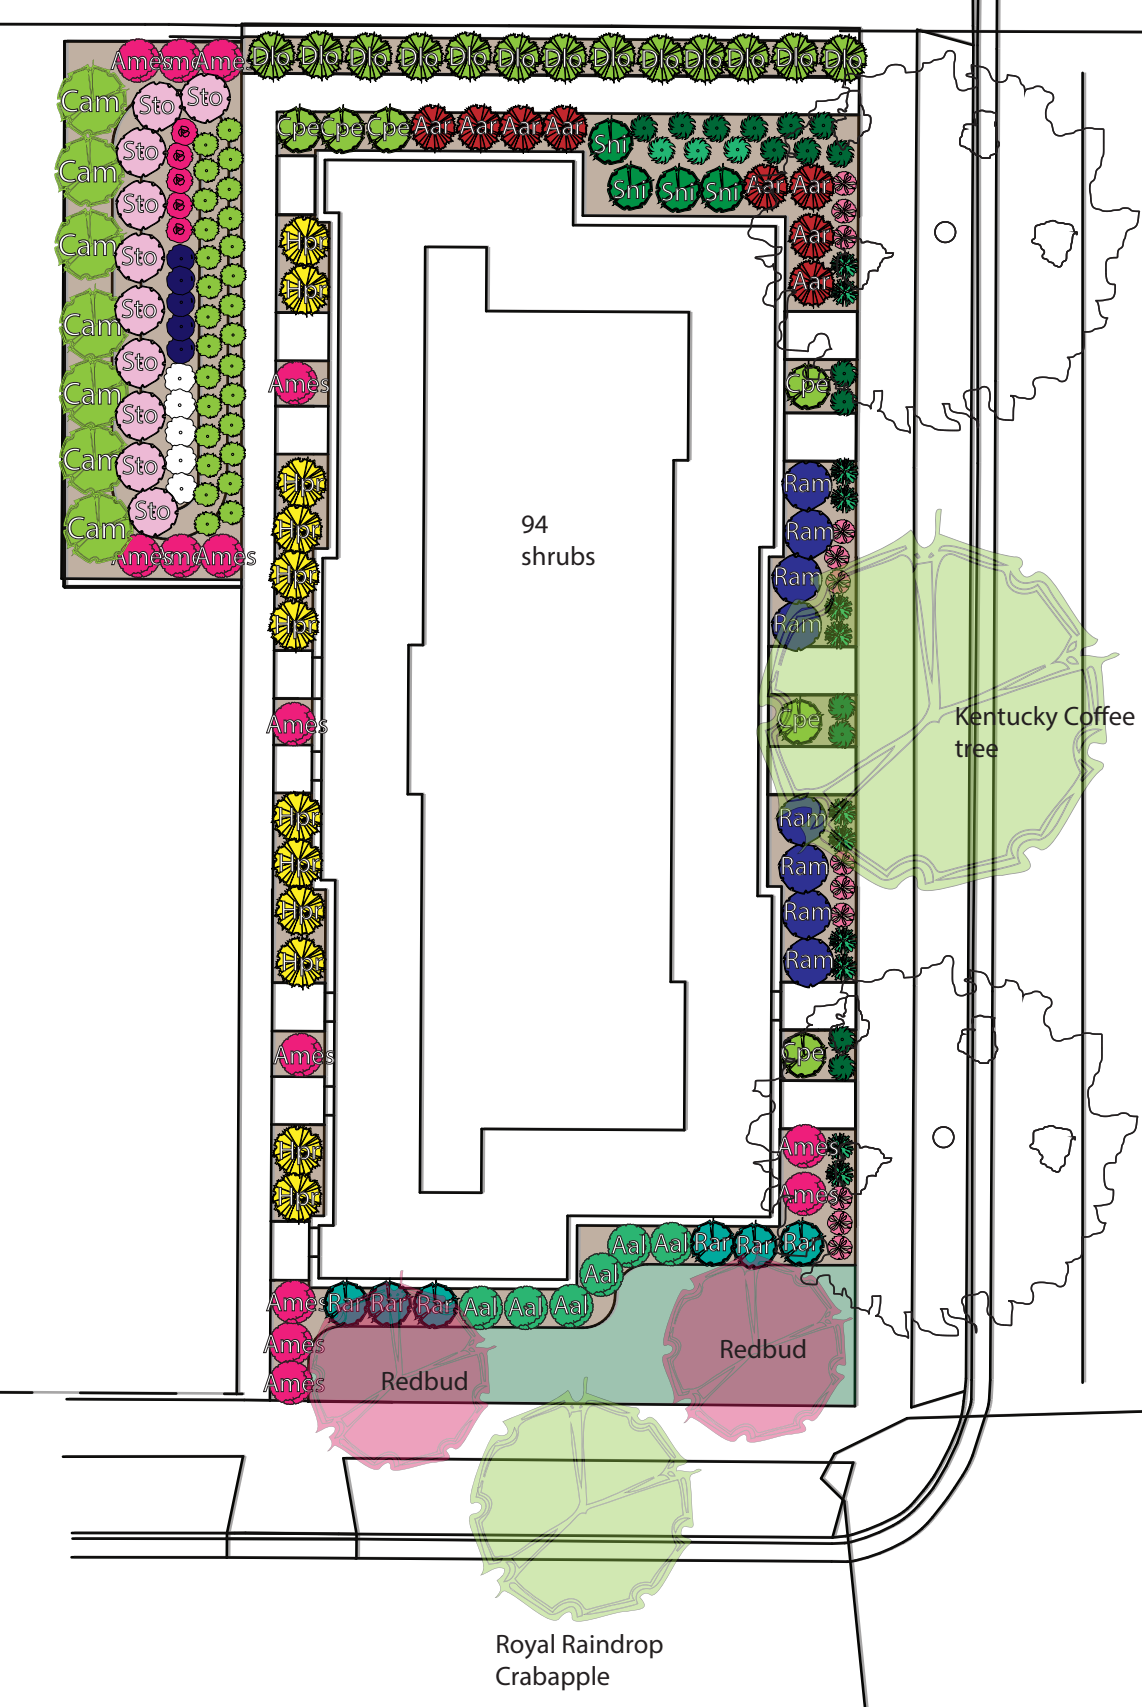 Ames Ames Ames Dlo Dlo Dlo Dlo Dlo Dlo Dlo Dlo Dlo Dlo Dlo Dlo Dlo
Cam Sto Sto
Cpe Cpe Cpe Aar Aar Aar Aar Shi
Sto
Cam
Shi Shi Shi Aar Aar
Sto
Cam Hpr Aar
Sto
Hpr Aar
Sto
Cam
Sto
Ames Cpe
Cam
Sto
Cam Sto
Hpr Ram
Sto
Cam Hpr 94 Ram
Ames Ames Ames shrubs
Hpr Ram
Hpr Ram
Ames Cpe Kentucky Coffee
tree
Hpr Ram
Hpr Ram
Hpr Ram
Hpr Ram
Ames Cpe
Hpr Ames
Hpr Ames
Aal Aal Rar Rar Rar
Aal
Ames Rar Rar Rar Aal Aal Aal
Ames Redbud
Ames Redbud
Royal Raindrop
Crabapple